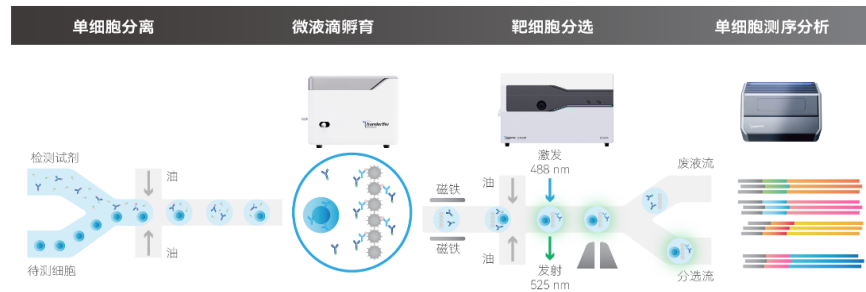 单细胞分离
微液滴孵育
靶细胞分选
单细胞测序分析
检测试剂
油
油
待测细胞
磁铁
磁铁
油
油
激发
488 nm
发射
525 nm
废液流
分选流